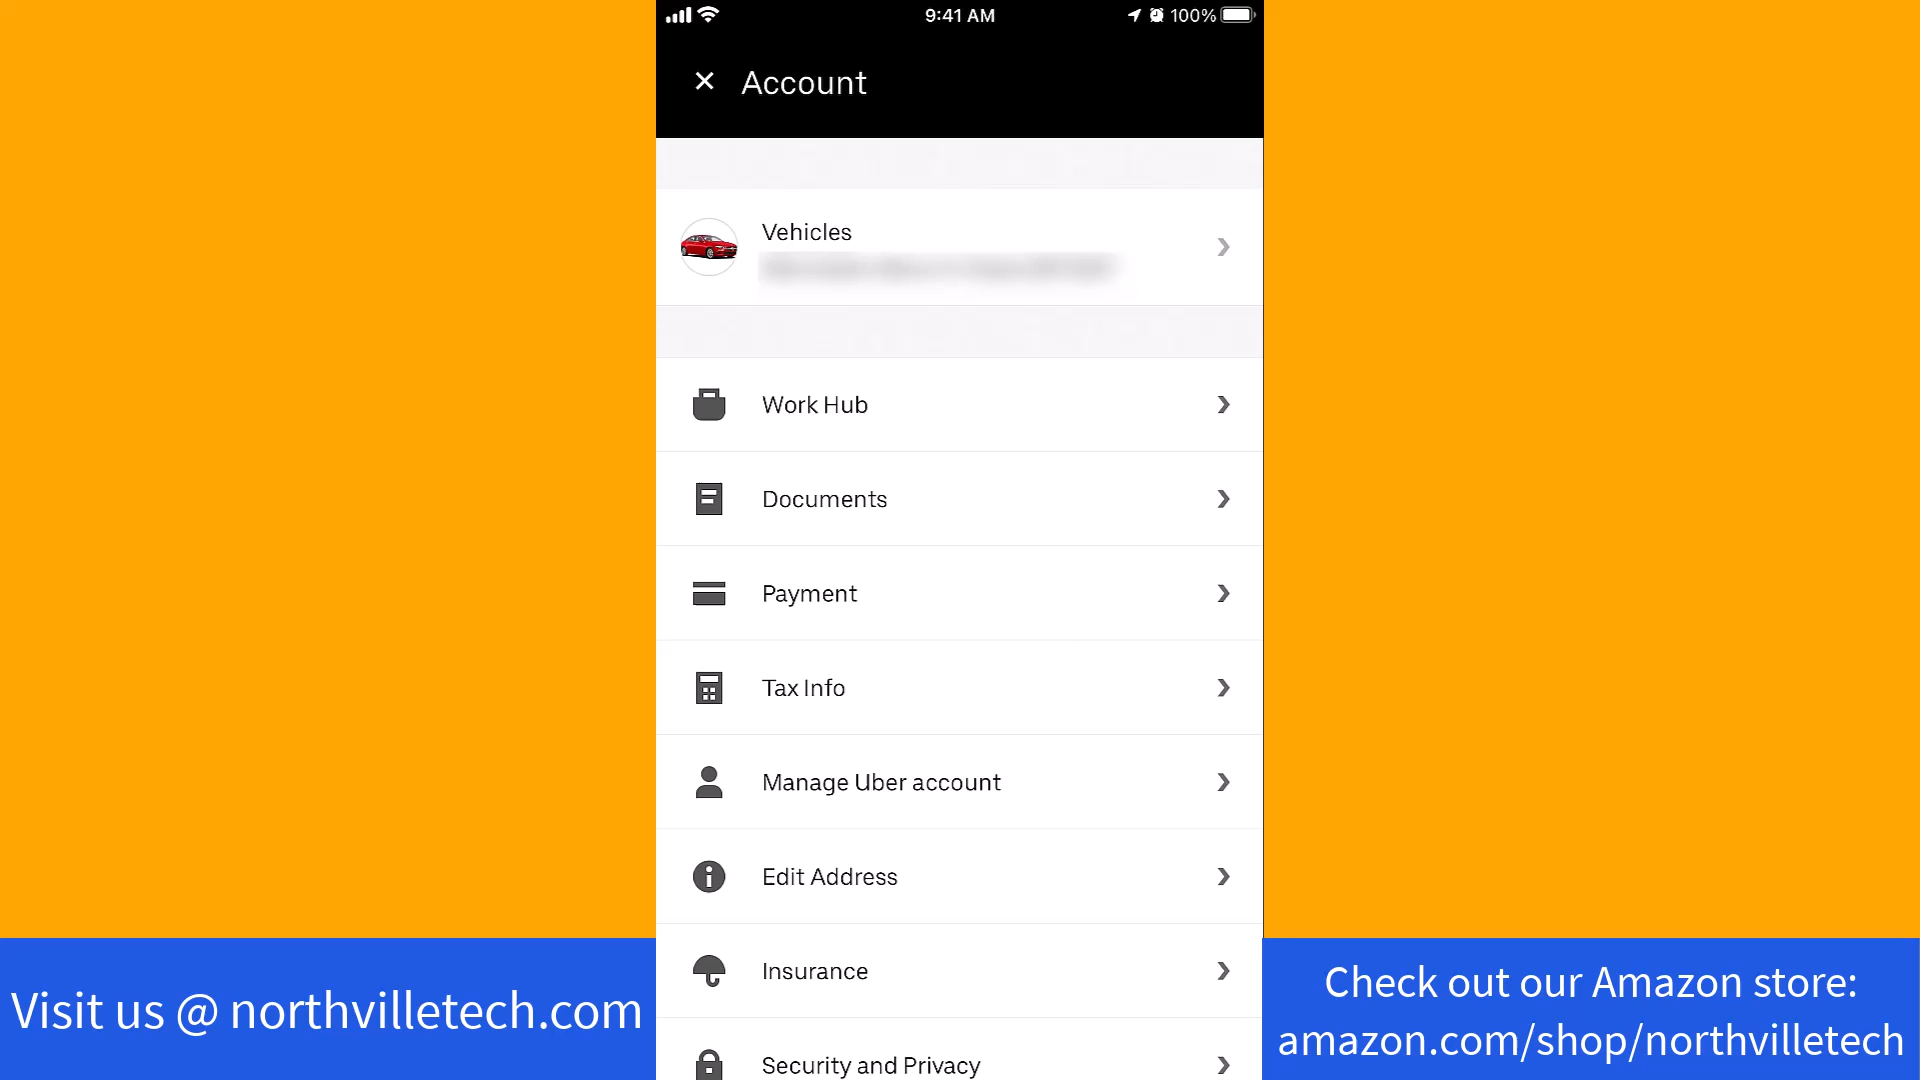 9:41 AM
100%
Account
Vehicles
Work Hub
Documents
Payment
Tax Info
Manage Uber account
Edit Address
Insurance
Security and Privacy
Visit us @ northvilletech.com
Check out our Amazon store:
amazon.com/shop/northvilletech